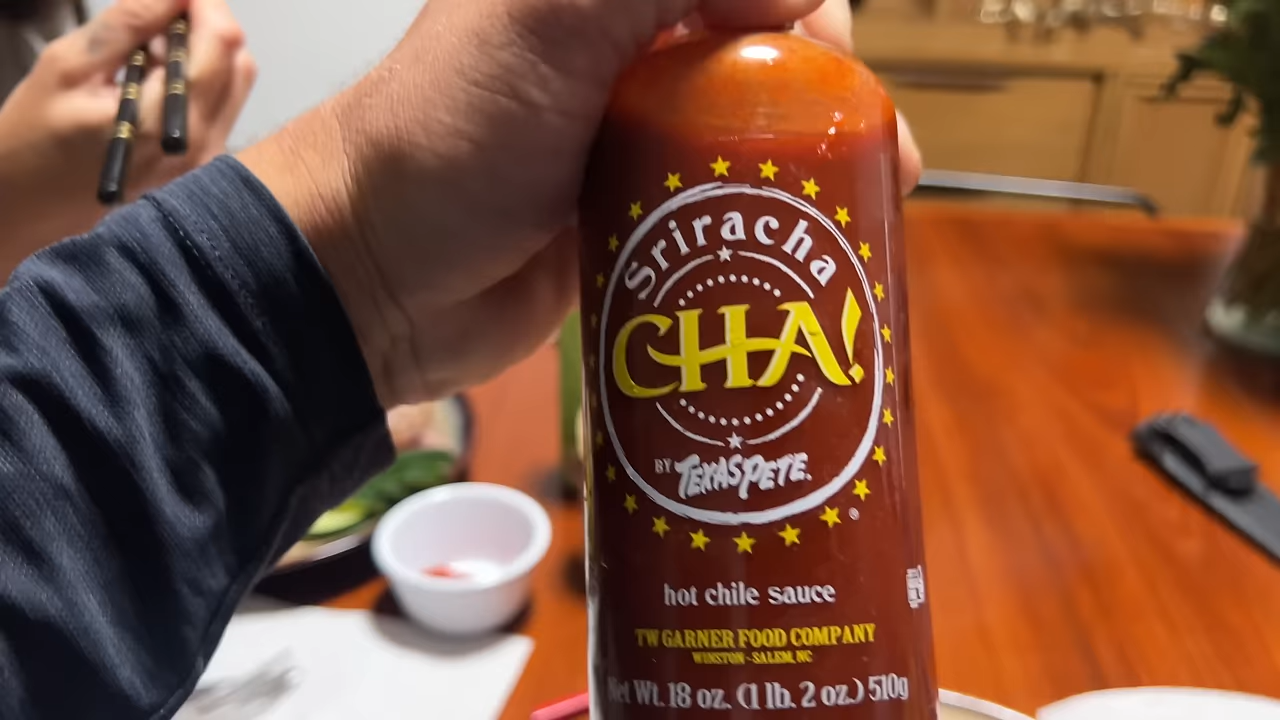 Sriracha
CHA!
BY TEXAS PETE®
hot chile sauce
TW GARNER FOOD COMPANY
WINSTON-SALEM, NC
Net Wt. 18 oz. (1 lb. 2 oz.) 510g